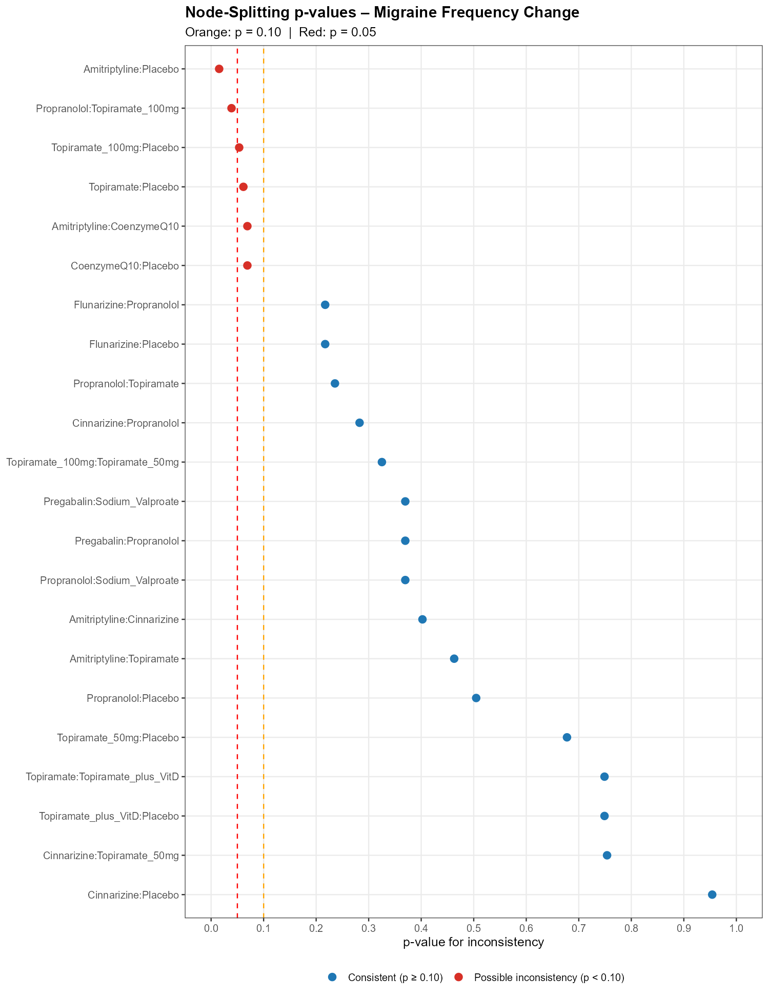 Node-Splitting p-values – Migraine Frequency Change
Orange: p = 0.10 | Red: p = 0.05
Amitriptyline:Placebo
Propranolol:Topiramate_100mg
Topiramate_100mg:Placebo
Topiramate:Placebo
Amitriptyline:CoenzymeQ10
CoenzymeQ10:Placebo
Flunarizine:Propranolol
Flunarizine:Placebo
Propranolol:Topiramate
Cinnarizine:Propranolol
Topiramate_100mg:Topiramate_50mg
Pregabalin:Sodium_Valproate
Pregabalin:Propranolol
Propranolol:Sodium_Valproate
Amitriptyline:Cinnarizine
Amitriptyline:Topiramate
Propranolol:Placebo
Topiramate_50mg:Placebo
Topiramate:Topiramate_plus_VitD
Topiramate_plus_VitD:Placebo
Cinnarizine:Topiramate_50mg
Cinnarizine:Placebo
0.0 0.1 0.2 0.3 0.4 0.5 0.6 0.7 0.8 0.9 1.0
p-value for inconsistency
Consistent (p ≥ 0.10) Possible inconsistency (p < 0.10)